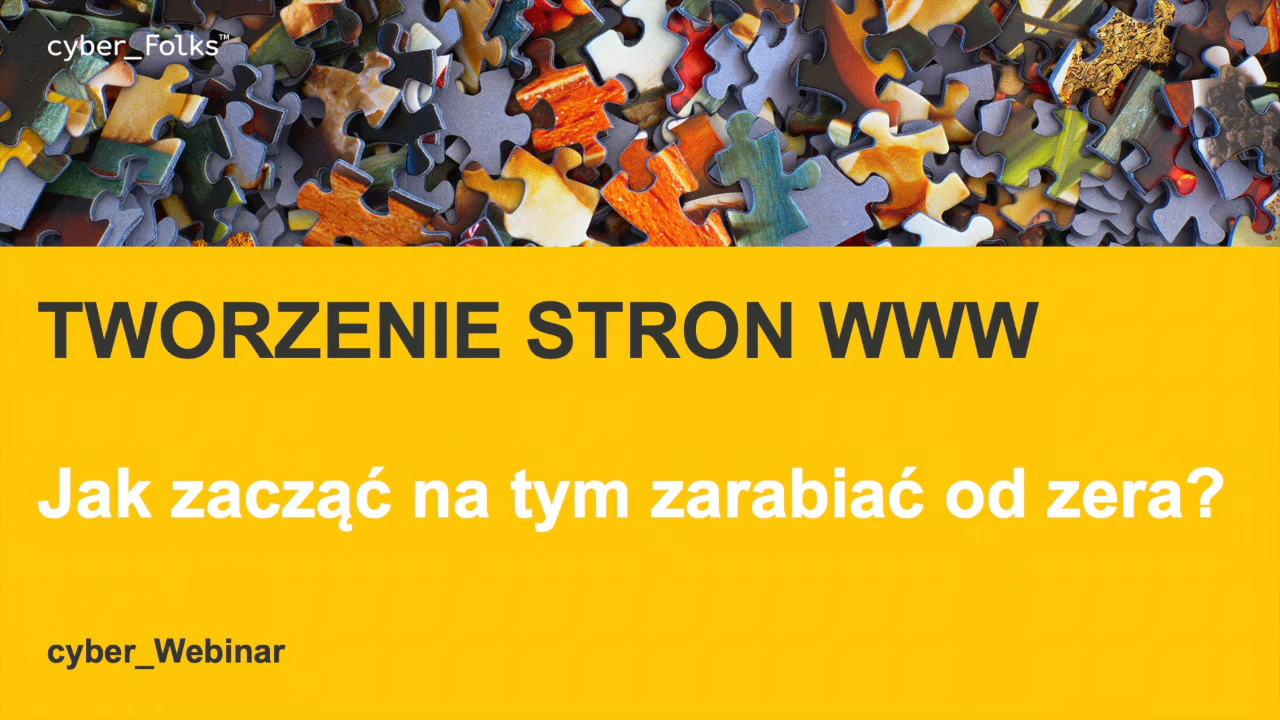 cyber_Folks™
TWORZENIE STRON WWW
Jak zacząć na tym zarabiać od zera?
cyber_Webinar